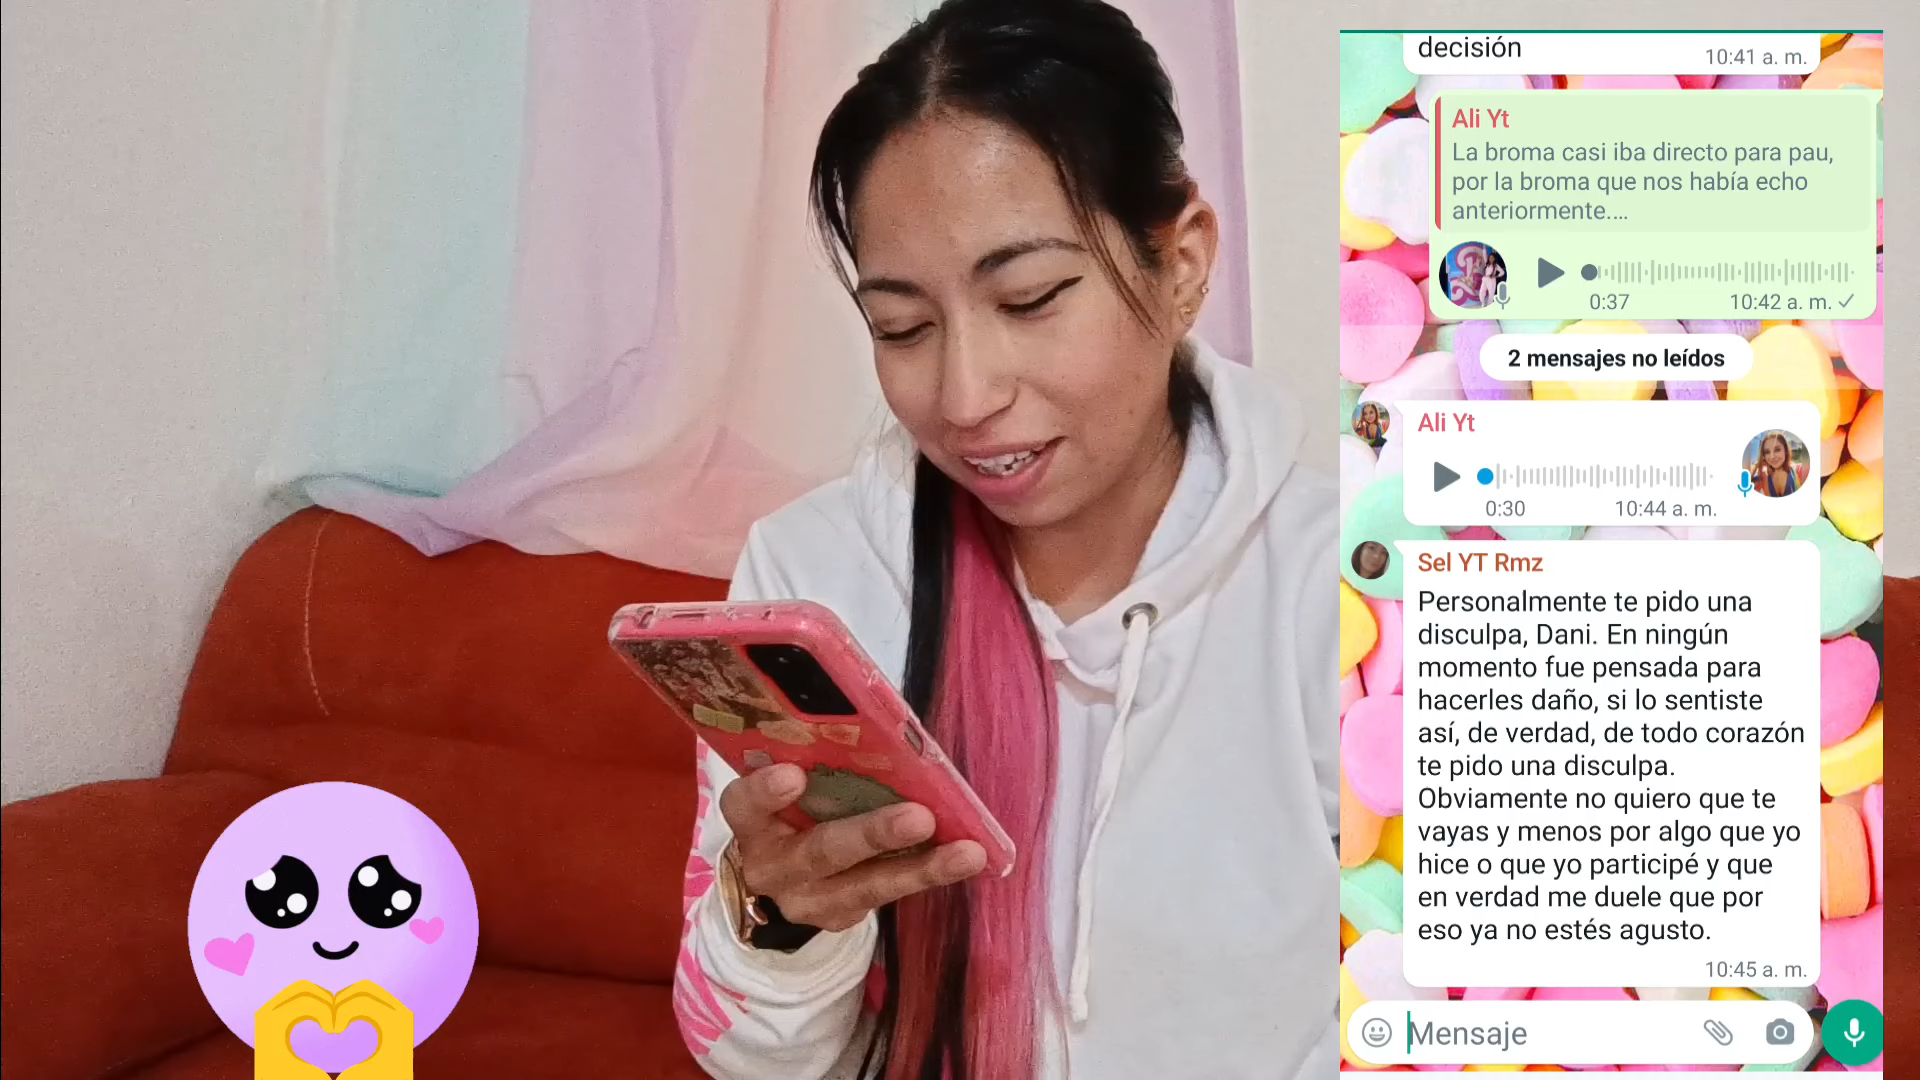 decisión
10:41 a. m.
Ali Yt
La broma casi iba directo para pau,
por la broma que nos había echo
anteriormente....
0:37
10:42 a. m.
2 mensajes no leídos
Ali Yt
0:30
10:44 a. m.
Sel YT Rmz
Personalmente te pido una
disculpa, Dani. En ningún
momento fue pensada para
hacerles daño, si lo sentiste
así, de verdad, de todo corazón
te pido una disculpa.
Obviamente no quiero que te
vayas y menos por algo que yo
hice o que yo participé y que
en verdad me duele que por
eso ya no estés agusto.
10:45 a. m.
Mensaje